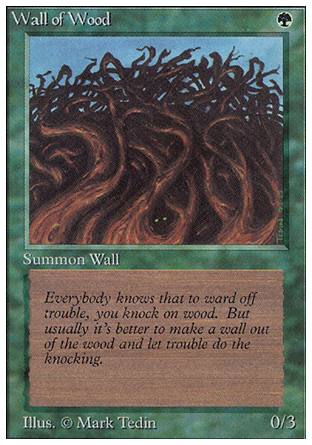 Wall of Wood
Summon Wall
Everybody knows that to ward off
trouble, you knock on wood. But
usually it's better to make a wall out
of the wood and let trouble do the
knocking.
Illus. © Mark Tedin
0/3